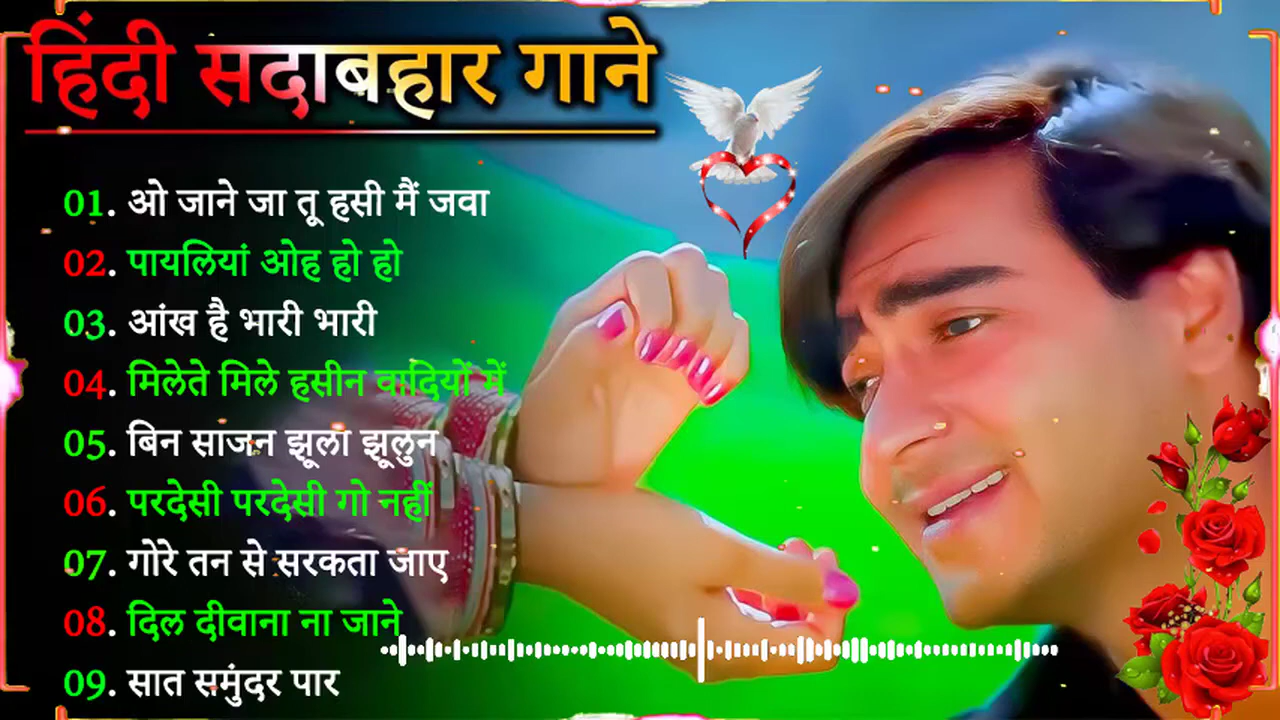 हिंदी सदाबहार गाने
01. ओ जाने जा तू हसी मैं जवा
02. पायलियां ओह हो हो
03. आंख है भारी भारी
04. मिलेते मिले हसीन वादियों में
05. बिन साजन झूला झूलुन
06. परदेसी परदेसी गो नहीं
07. गोरे तन से सरकता जाए
08. दिल दीवाना ना जाने
09. सात समुंदर पार